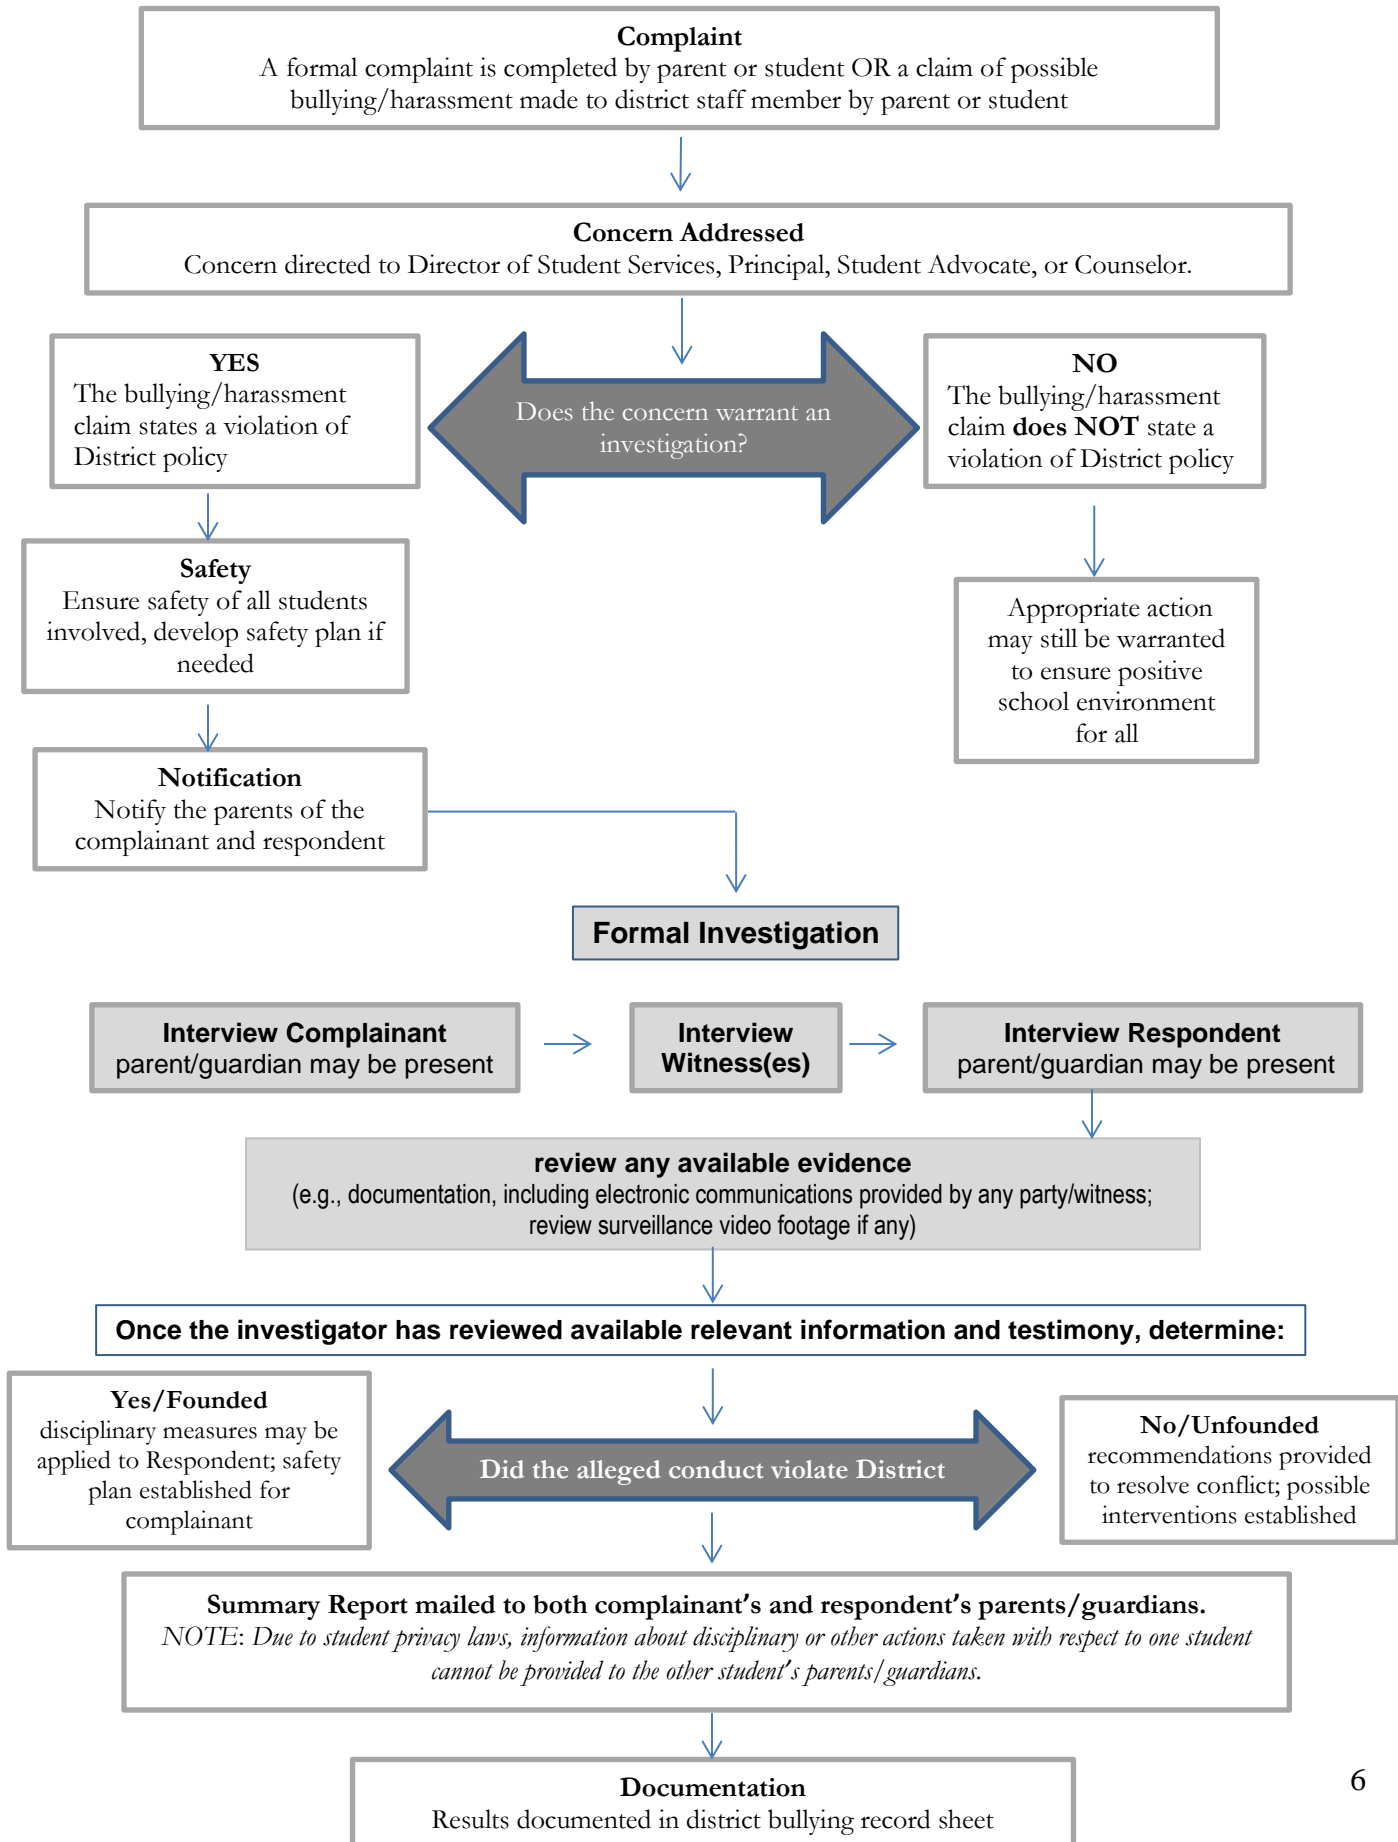 Complaint
A formal complaint is completed by parent or student OR a claim of possible
bullying/harassment made to district staff member by parent or student
Concern Addressed
Concern directed to Director of Student Services, Principal, Student Advocate, or Counselor.
YES
The bullying/harassment
claim states a violation of
District policy
Does the concern warrant an
investigation?
NO
The bullying/harassment
claim does NOT state a
violation of District policy
Safety
Ensure safety of all students
involved, develop safety plan if
needed
Appropriate action
may still be warranted
to ensure positive
school environment
for all
Notification
Notify the parents of the
complainant and respondent
Formal Investigation
Interview Complainant
parent/guardian may be present
Interview
Witness(es)
Interview Respondent
parent/guardian may be present
review any available evidence
(e.g., documentation, including electronic communications provided by any party/witness;
review surveillance video footage if any)
Once the investigator has reviewed available relevant information and testimony, determine:
Yes/Founded
disciplinary measures may be
applied to Respondent; safety
plan established for
complainant
Did the alleged conduct violate District
No/Unfounded
recommendations provided
to resolve conflict; possible
interventions established
Summary Report mailed to both complainant's and respondent's parents/guardians.
NOTE: Due to student privacy laws, information about disciplinary or other actions taken with respect to one student
cannot be provided to the other student's parents/guardians.
Documentation
Results documented in district bullying record sheet
6